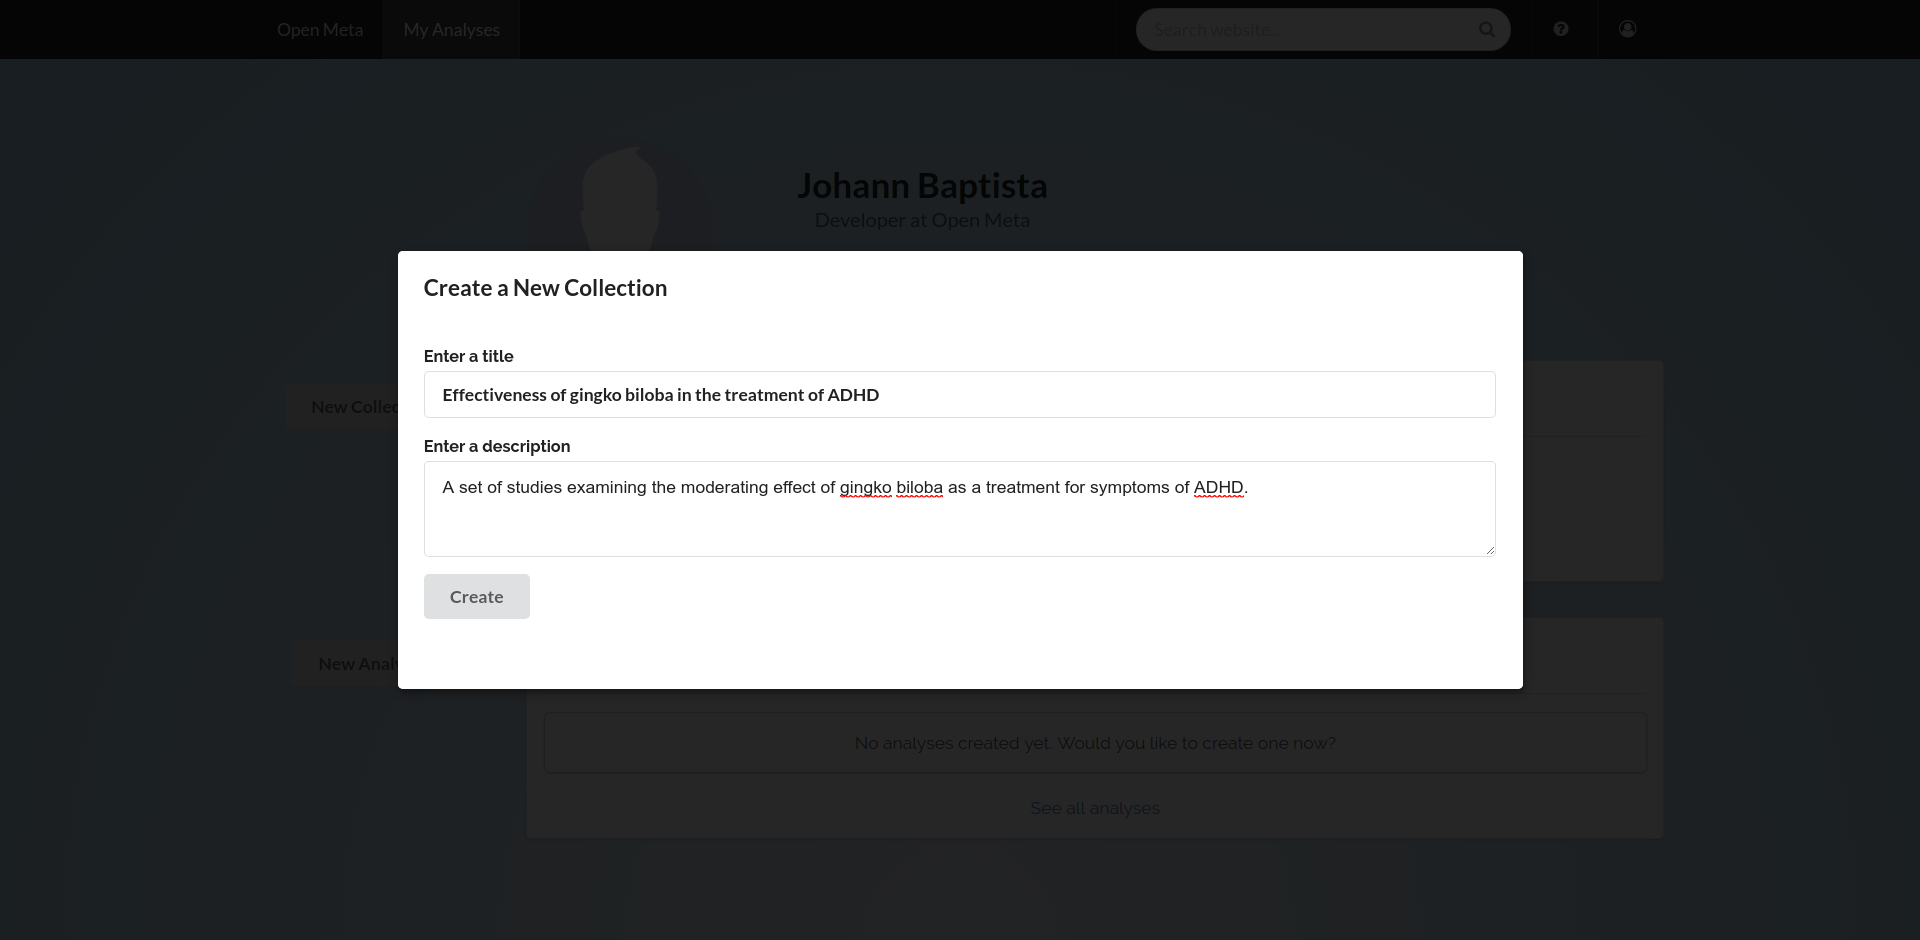 Open Meta
My Analyses
Search website...
Johann Baptista
Developer at Open Meta
Create a New Collection
Enter a title
Effectiveness of gingko biloba in the treatment of ADHD
New Collec
Enter a description
A set of studies examining the moderating effect of gingko biloba as a treatment for symptoms of ADHD.
Create
New Analy
No analyses created yet. Would you like to create one now?
See all analyses